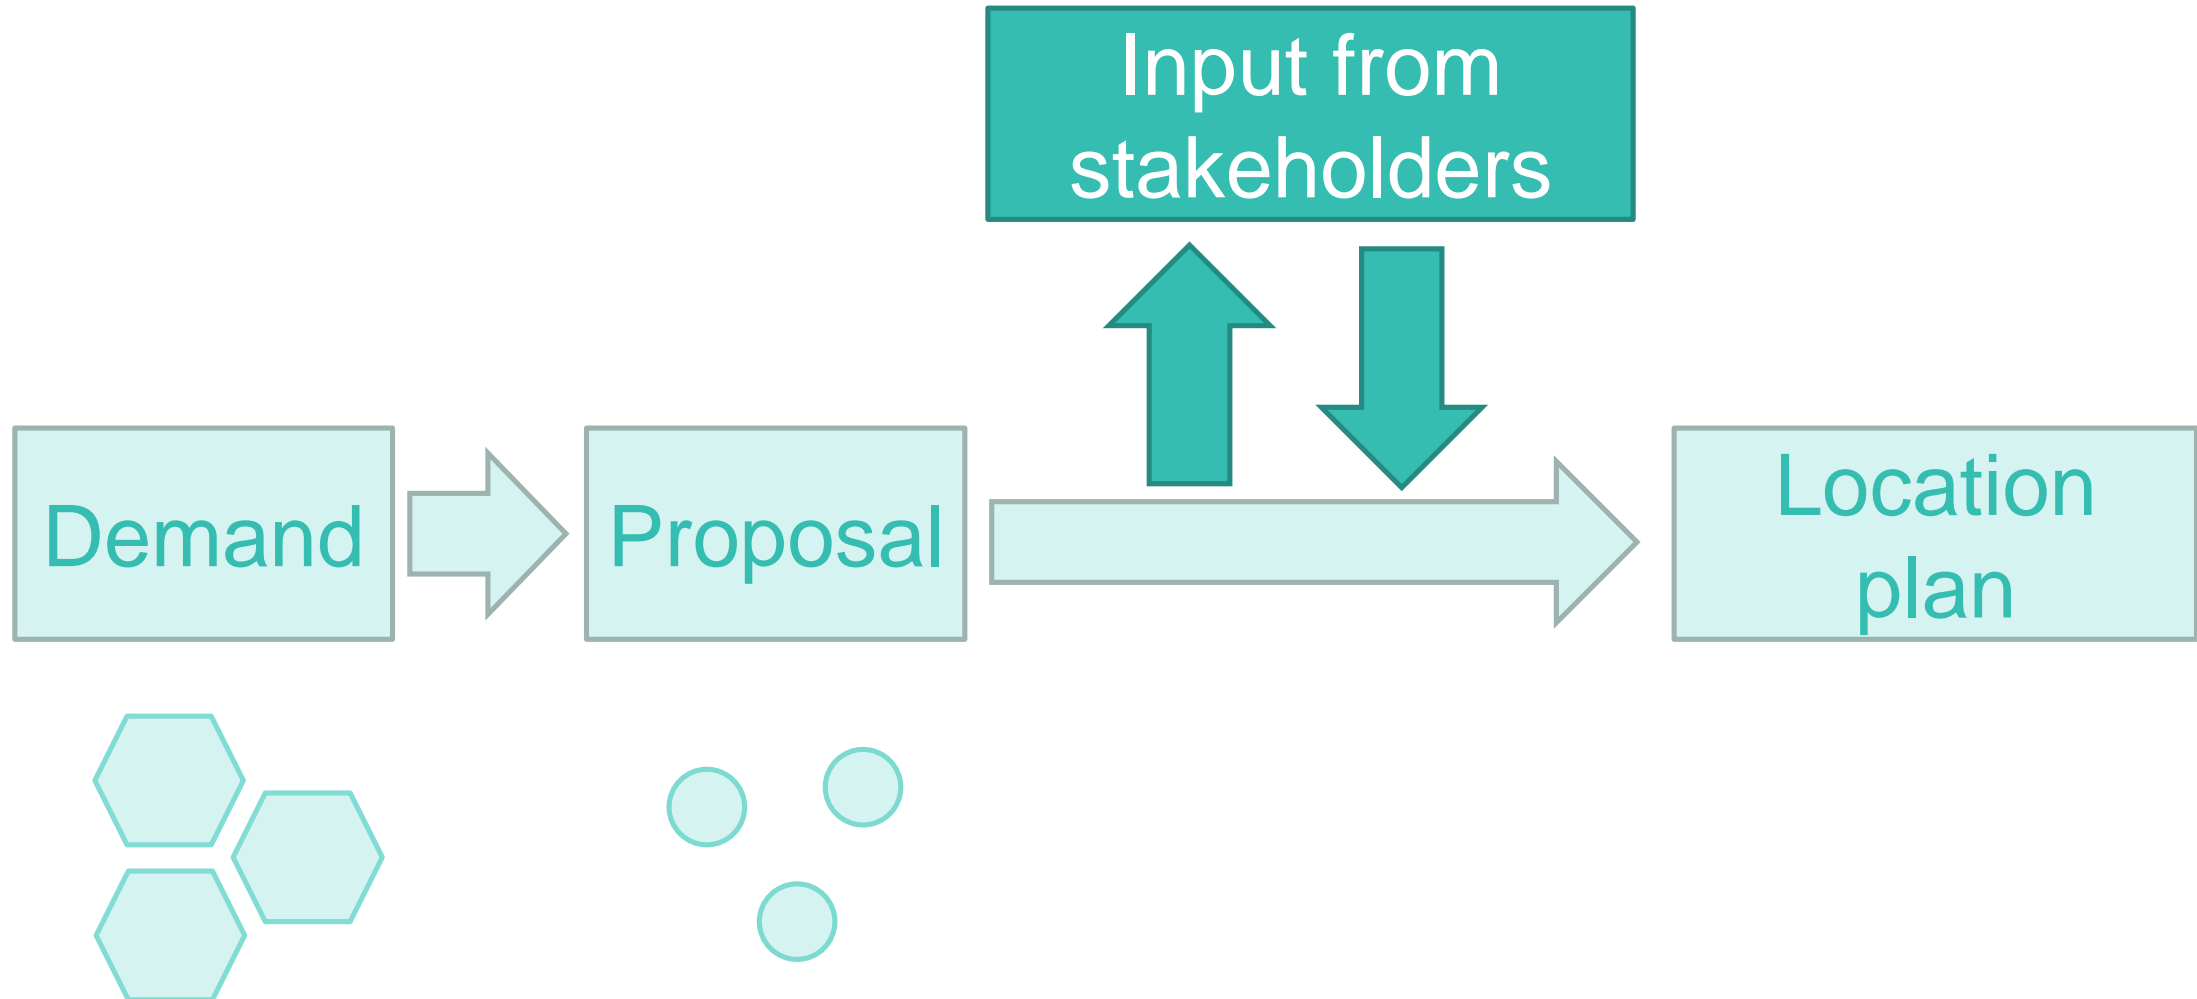 Input from
stakeholders
Demand
Proposal
Location
plan